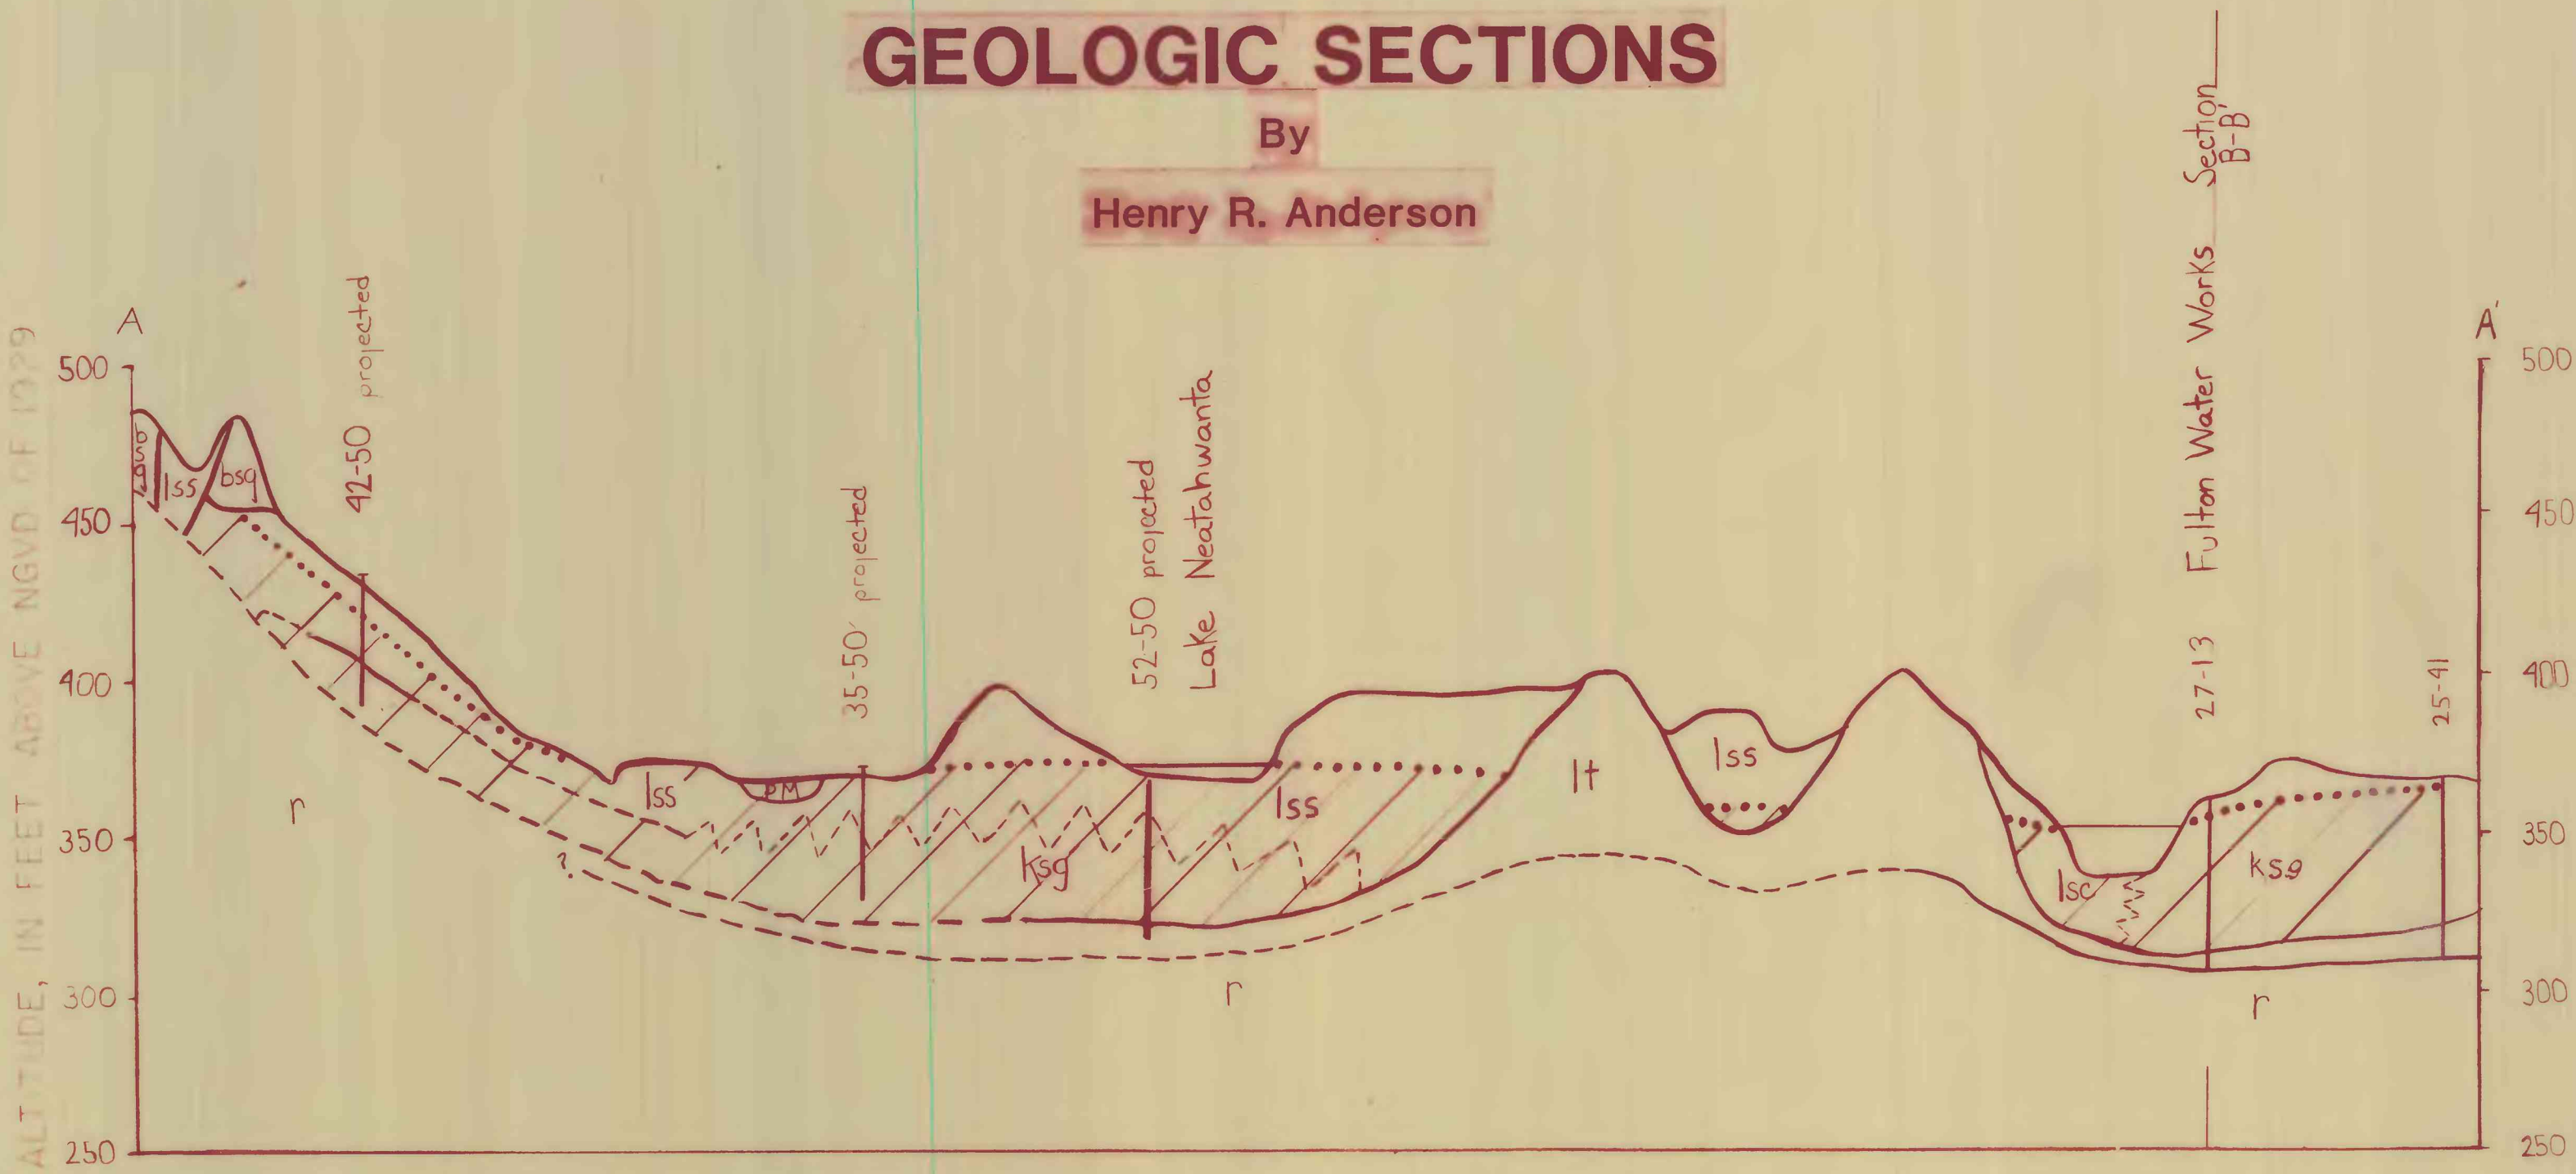 GEOLOGIC SECTIONS
By
Henry R. Anderson
Section
B-B'
Fulton Water Works
27-13
25-41
A
A'
42-50 projected
35-50' projected
52-50 projected
Lake Neatahwanta
ALTITUDE, IN FEET ABOVE NGVD OF 1929
500
450
400
350
300
250
500
450
400
350
300
250
lss
bsg
lss
PM
lss
lt
lss
ksg
lsc
ksg
?
r
r
r